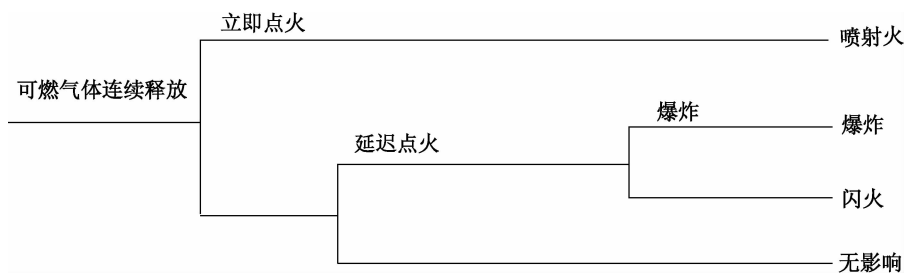 立即点火
喷射火
可燃气体连续释放
爆炸
爆炸
延迟点火
闪火
无影响